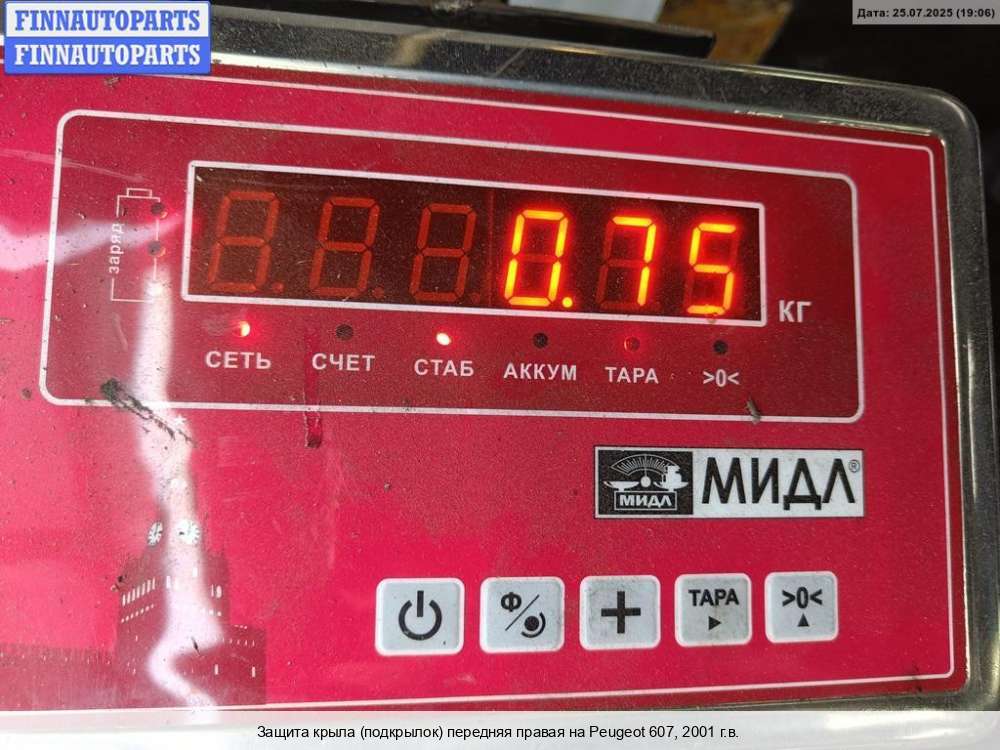 FINNAUTOPARTS
FINNAUTOPARTS
Дата: 25.07.2025 (19:06)
заряд
0.75
КГ
СЕТЬ СЧЕТ СТАБ АККУМ ТАРА >0<
МИДЛ МИДЛ®
Ф/ + ТАРА >0<
Защита крыла (подкрылок) передняя правая на Peugeot 607, 2001 г.в.